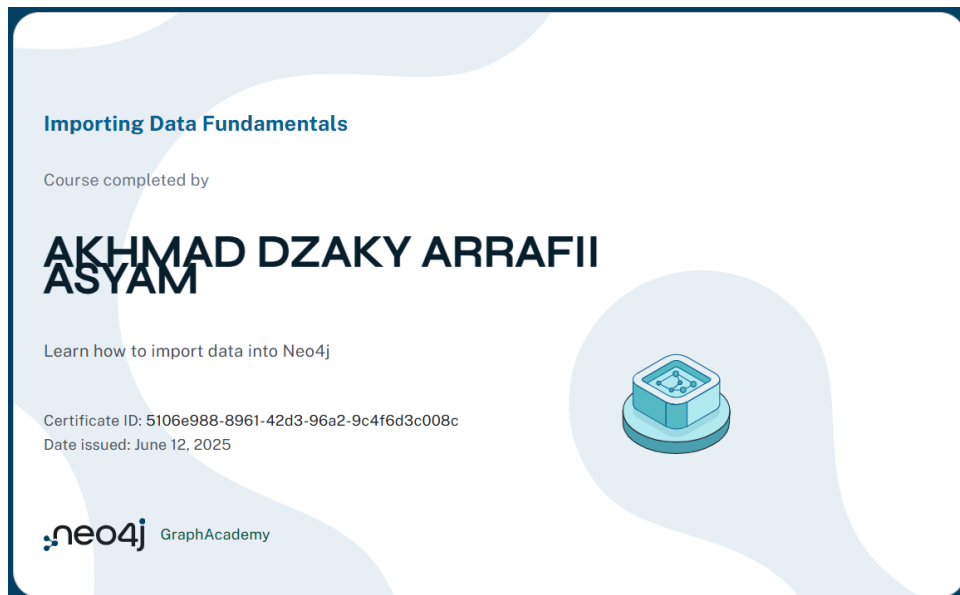 Importing Data Fundamentals
Course completed by
AKHMAD DZAKY ARRAFII
ASYAM
Learn how to import data into Neo4j
Certificate ID: 5106e988-8961-42d3-96a2-9c4f6d3c008c
Date issued: June 12, 2025
neo4j GraphAcademy